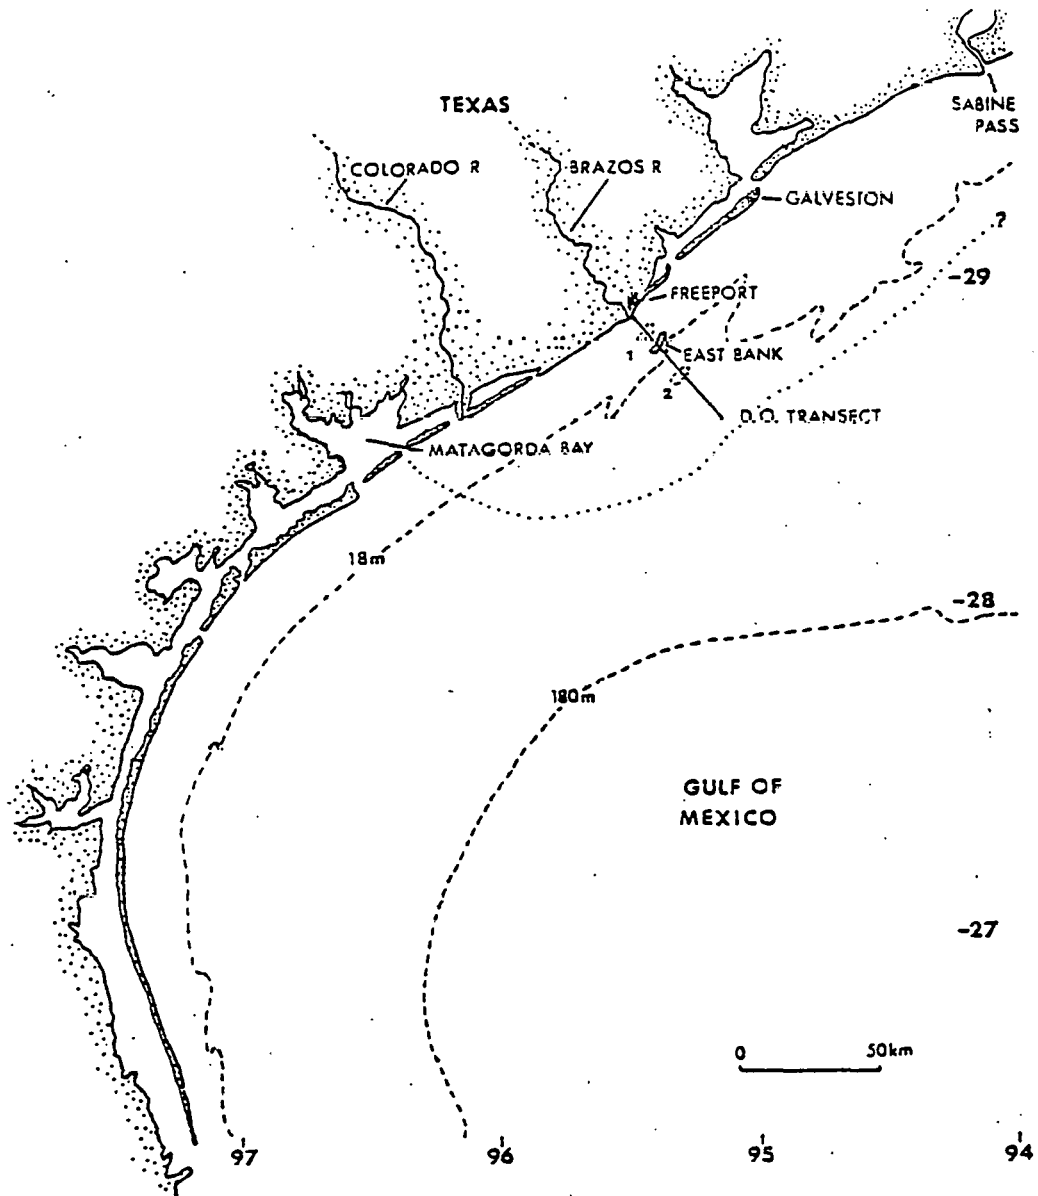 TEXAS
SABINE
PASS
COLORADO R
BRAZOS R
GALVESTON
?
-29
FREEPORT
1
EAST BANK
2
D.O. TRANSECT
MATAGORDA BAY
18m
-28
180m
GULF OF
MEXICO
-27
0 50km
97 96 95 94